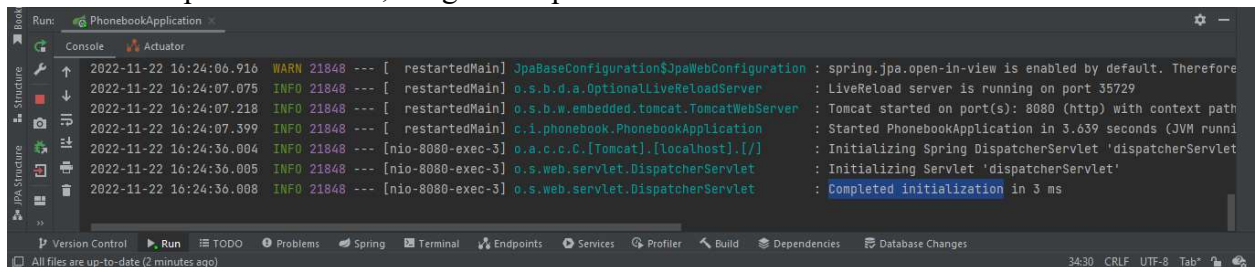 Run: PhonebookApplication ×
Console Actuator
2022-11-22 16:24:06.916 WARN 21848 --- [ restartedMain] JpaBaseConfiguration$JpaWebConfiguration : spring.jpa.open-in-view is enabled by default. Therefore
2022-11-22 16:24:07.075 INFO 21848 --- [ restartedMain] o.s.b.d.a.OptionalLiveReloadServer : LiveReload server is running on port 35729
2022-11-22 16:24:07.218 INFO 21848 --- [ restartedMain] o.s.b.w.embedded.tomcat.TomcatWebServer : Tomcat started on port(s): 8080 (http) with context path
2022-11-22 16:24:07.399 INFO 21848 --- [ restartedMain] c.i.phonebook.PhonebookApplication : Started PhonebookApplication in 3.639 seconds (JVM runni
2022-11-22 16:24:36.004 INFO 21848 --- [nio-8080-exec-3] o.a.c.c.C.[Tomcat].[localhost].[/] : Initializing Spring DispatcherServlet 'dispatcherServlet
2022-11-22 16:24:36.005 INFO 21848 --- [nio-8080-exec-3] o.s.web.servlet.DispatcherServlet : Initializing Servlet 'dispatcherServlet'
2022-11-22 16:24:36.008 INFO 21848 --- [nio-8080-exec-3] o.s.web.servlet.DispatcherServlet : Completed initialization in 3 ms
Structure
JPA Structure
Version Control Run TODO Problems Spring Terminal Endpoints Services Profiler Build Dependencies Database Changes
All files are up-to-date (2 minutes ago) 34:30 CRLF UTF-8 Tab*